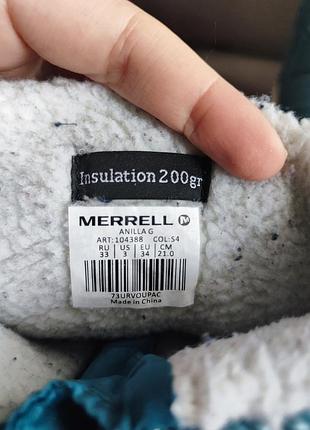 Insulation 200gr
MERRELL M
ANILLA G
ART:104388 COL:S4
RU US EU CM
33 3 34 21.0
73URVOUPAC
Made in China